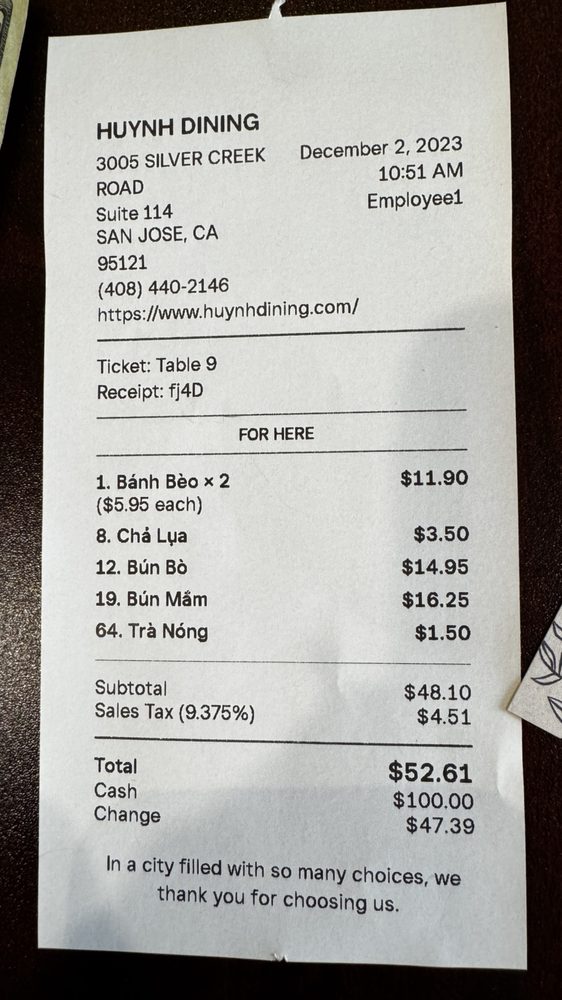 HUYNH DINING
3005 SILVER CREEK
ROAD
Suite 114
SAN JOSE, CA
95121
(408) 440-2146
https://www.huynhdining.com/
December 2, 2023
10:51 AM
Employee1
Ticket: Table 9
Receipt: fj4D
FOR HERE
1. Bánh Bèo × 2 $11.90
($5.95 each)
8. Chả Lụa $3.50
12. Bún Bò $14.95
19. Bún Mắm $16.25
64. Trà Nóng $1.50
Subtotal $48.10
Sales Tax (9.375%) $4.51
Total $52.61
Cash $100.00
Change $47.39
In a city filled with so many choices, we
thank you for choosing us.